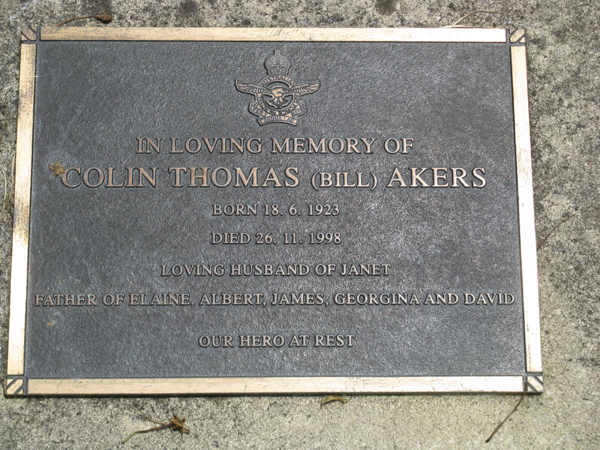 IN LOVING MEMORY OF
COLIN THOMAS (BILL) AKERS
BORN 18. 6. 1923
DIED 26. 11. 1998
LOVING HUSBAND OF JANET
FATHER OF ELAINE, ALBERT, JAMES, GEORGINA AND DAVID
OUR HERO AT REST